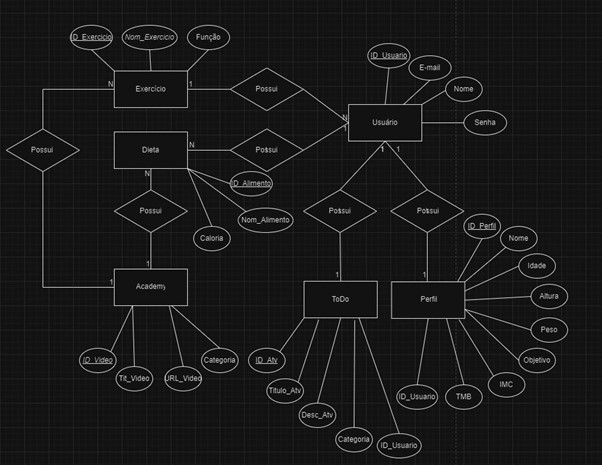 ID_Exercicio
Nom_Exercicio
Função
ID_Usuario
E-mail
Nome
Senha
Exercício
N
1
Possui
N
1
Usuário
Possui
Dieta
N
Possui
N
1
1
ID_Alimento
Nom_Alimento
Caloria
Possui
Possui
Possui
ID_Perfil
Nome
Idade
Altura
Peso
Objetivo
IMC
TMB
ID_Usuario
1
1
Academy
1
ToDo
1
Perfil
ID_Video
Tit_Video
URL_Video
Categoria
ID_Atv
Titulo_Atv
Desc_Atv
Categoria
ID_Usuario